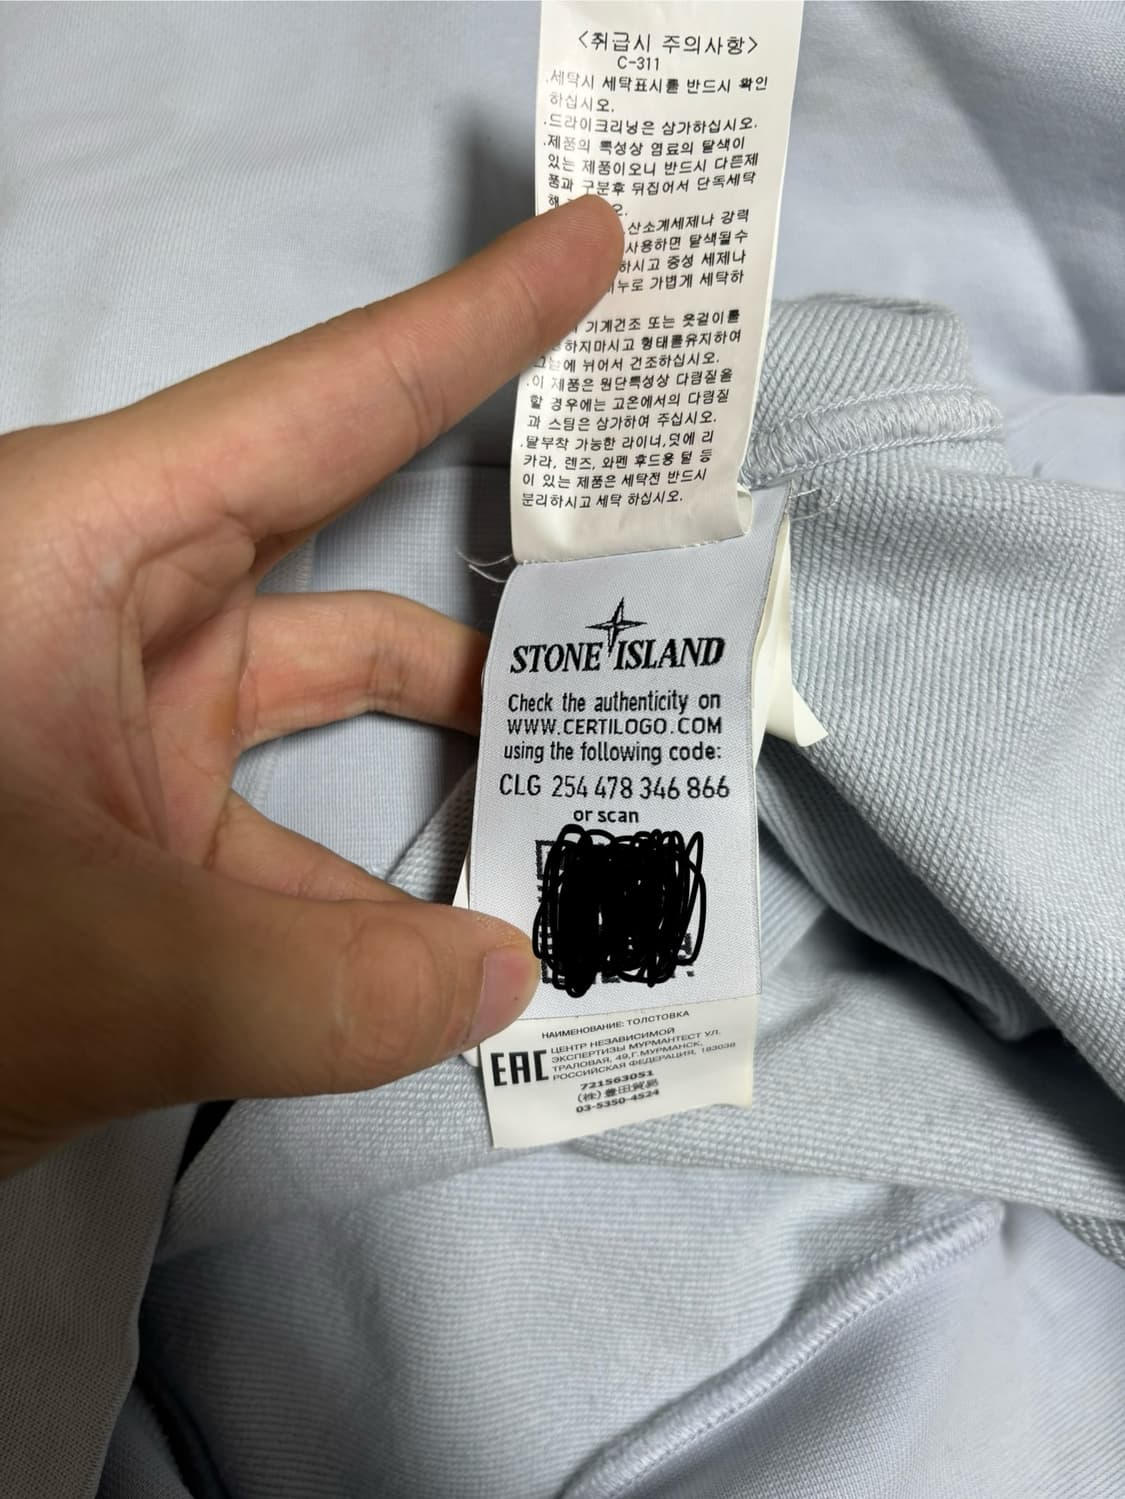 <취급시 주의사항>
C-311
.세탁시 세탁표시를 반드시 확인
하십시오.
.드라이크리닝은 삼가하십시오.
.제품의 특성상 염료의 탈색이
있는 제품이오니 반드시 다른제
품과 구분후 뒤집어서 단독세탁
해
산소계세제나 강력
사용하면 탈색될수
하시고 중성 세제나
비누로 가볍게 세탁하
기계건조 또는 옷걸이를
하지마시고 형태를유지하여
그늘에 뉘어서 건조하십시오.
.이 제품은 원단특성상 다림질을
할 경우에는 고온에서의 다림질
과 스팀은 삼가하여 주십시오.
.탈부착 가능한 라이너,덧에 리
카라, 렌즈, 와펜 후드용 털 등
이 있는 제품은 세탁전 반드시
분리하시고 세탁 하십시오.
STONE ISLAND
Check the authenticity on
WWW.CERTILOGO.COM
using the following code:
CLG 254 478 346 866
or scan
НАИМЕНОВАНИЕ: ТОЛСТОВКА
EAC
ЦЕНТР НЕЗАВИСИМОЙ
ЭКСПЕРТИЗЫ МУРМАНТЕСТ УЛ.
ТРАЛОВАЯ, 49,Г.МУРМАНСК,
РОССИЙСКАЯ ФЕДЕРАЦИЯ, 183038
721563051
(株)豊田貿易
03-5350-4524